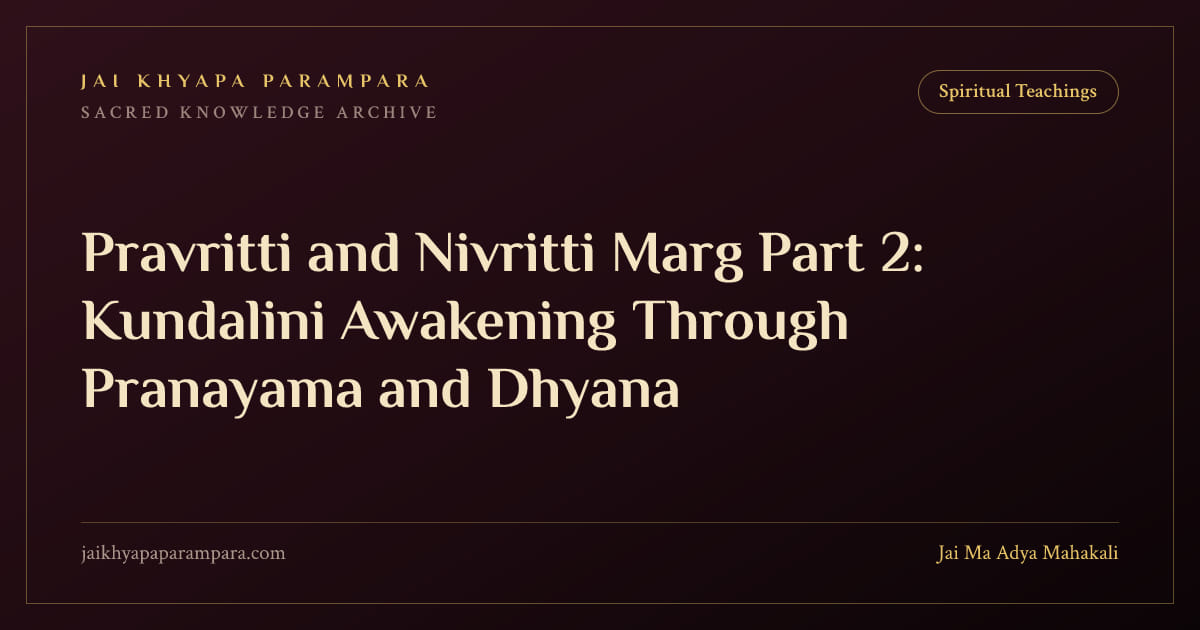 JAI KHYAPA PARAMPARA
SACRED KNOWLEDGE ARCHIVE
Spiritual Teachings
Pravritti and Nivritti Marg Part 2:
Kundalini Awakening Through
Pranayama and Dhyana
jaikhyapaparampara.com
Jai Ma Adya Mahakali